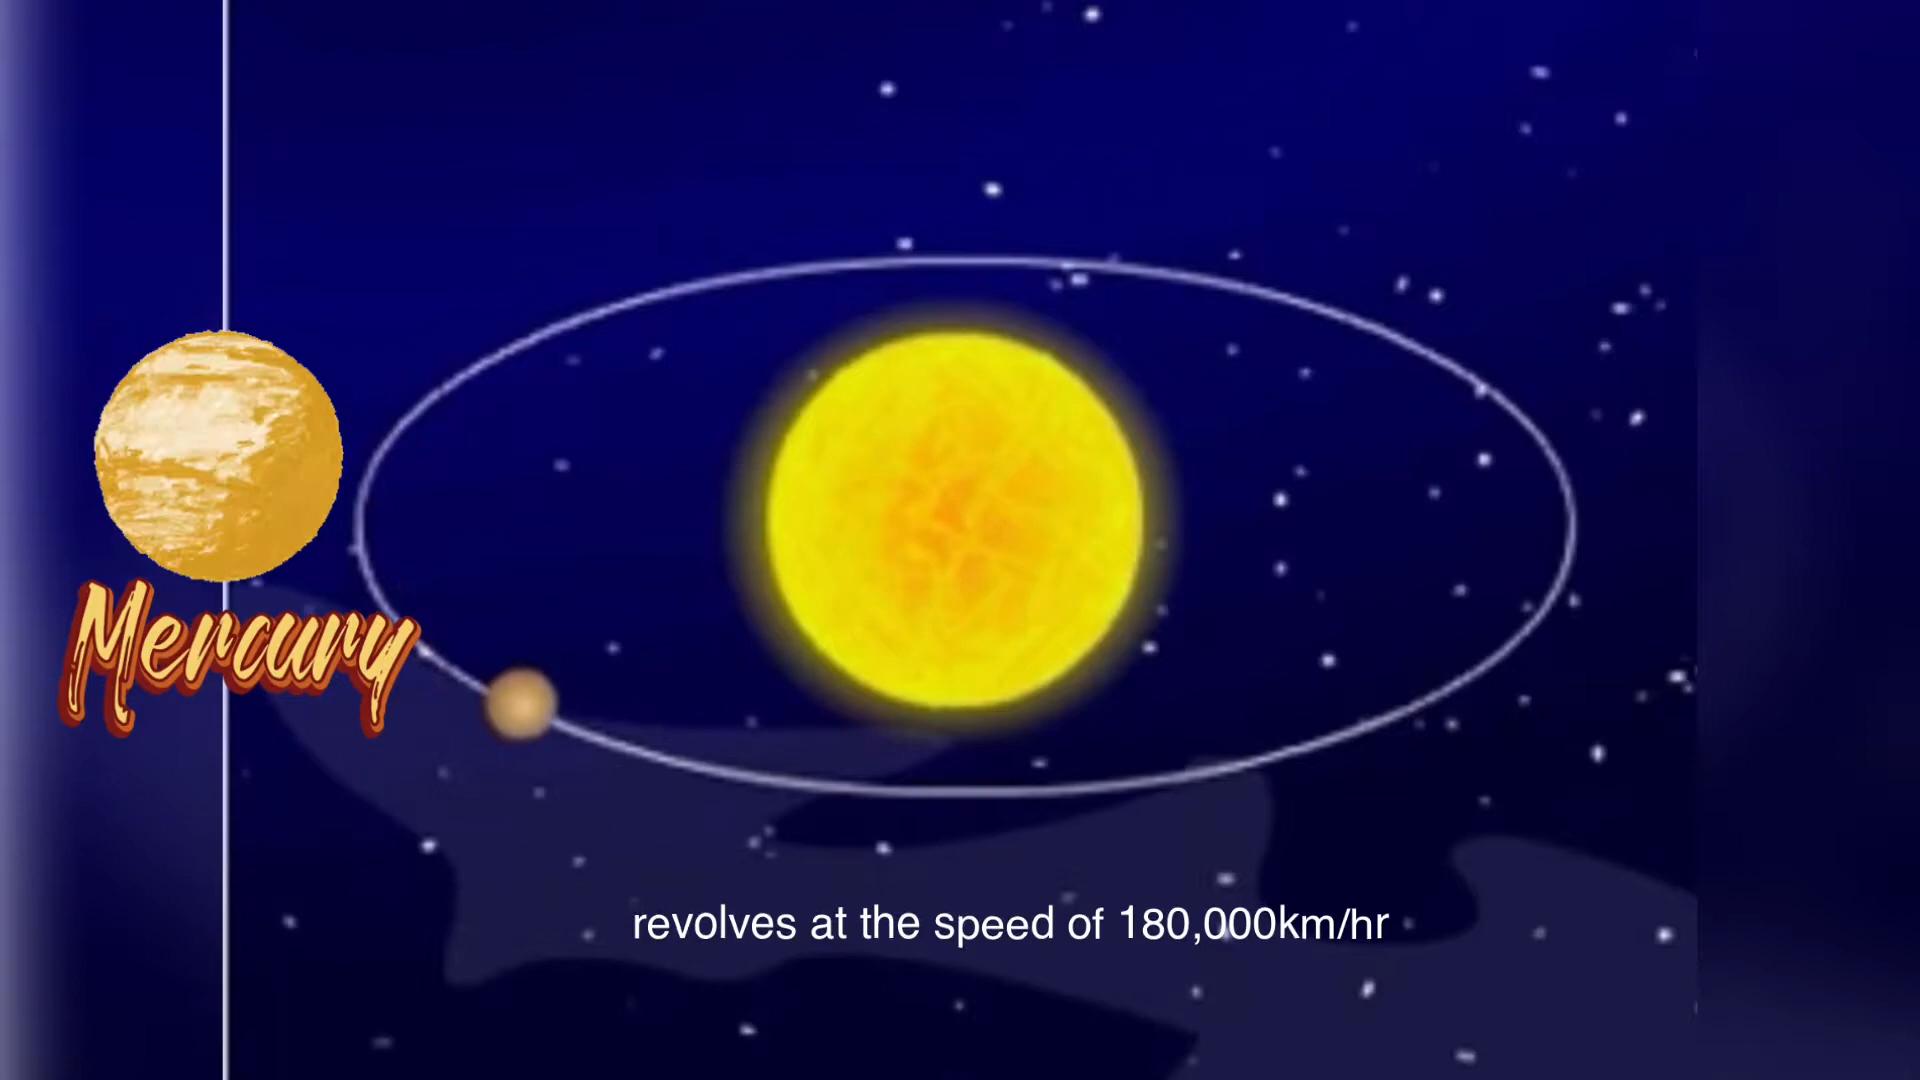 Mercury
revolves at the speed of 180,000km/hr